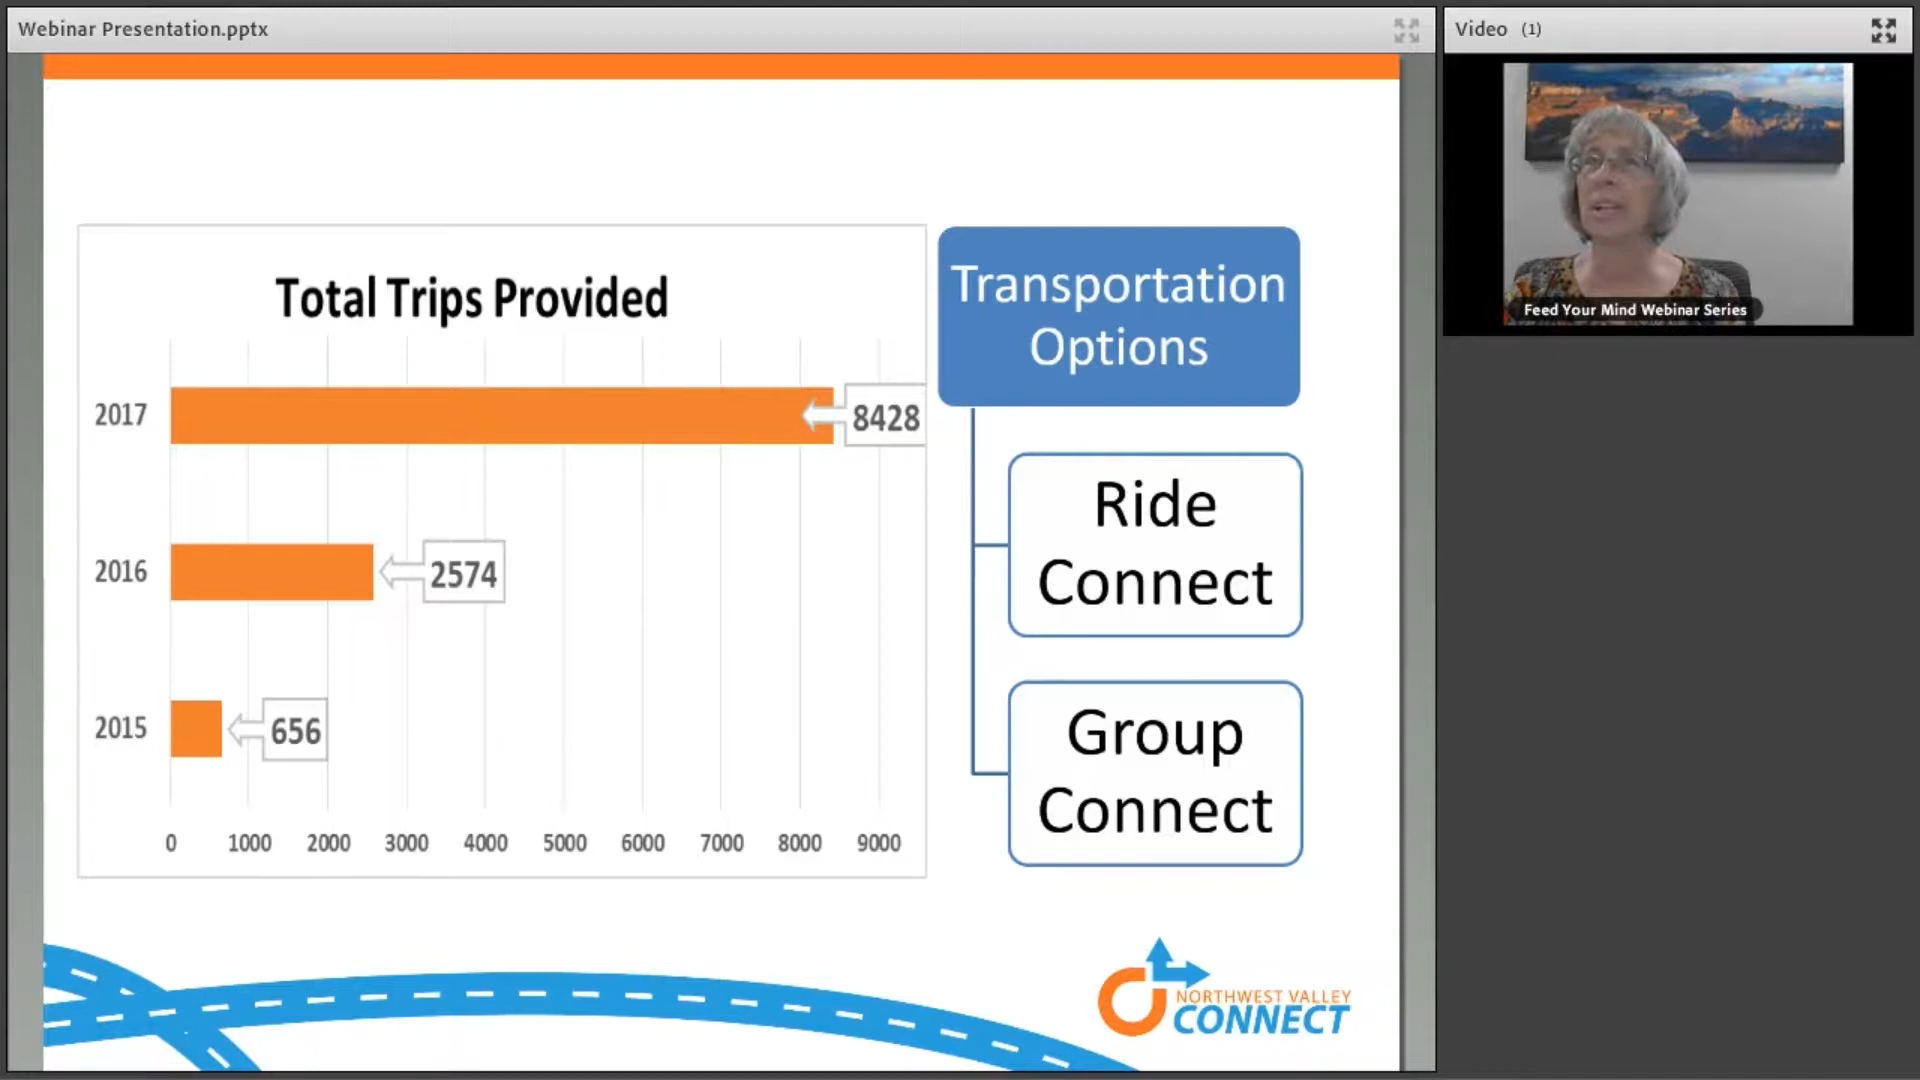 Webinar Presentation.pptx
Video (1)
Feed Your Mind Webinar Series
Total Trips Provided
2017
8428
2016
2574
2015
656
0 1000 2000 3000 4000 5000 6000 7000 8000 9000
Transportation
Options
Ride
Connect
Group
Connect
NORTHWEST VALLEY
CONNECT